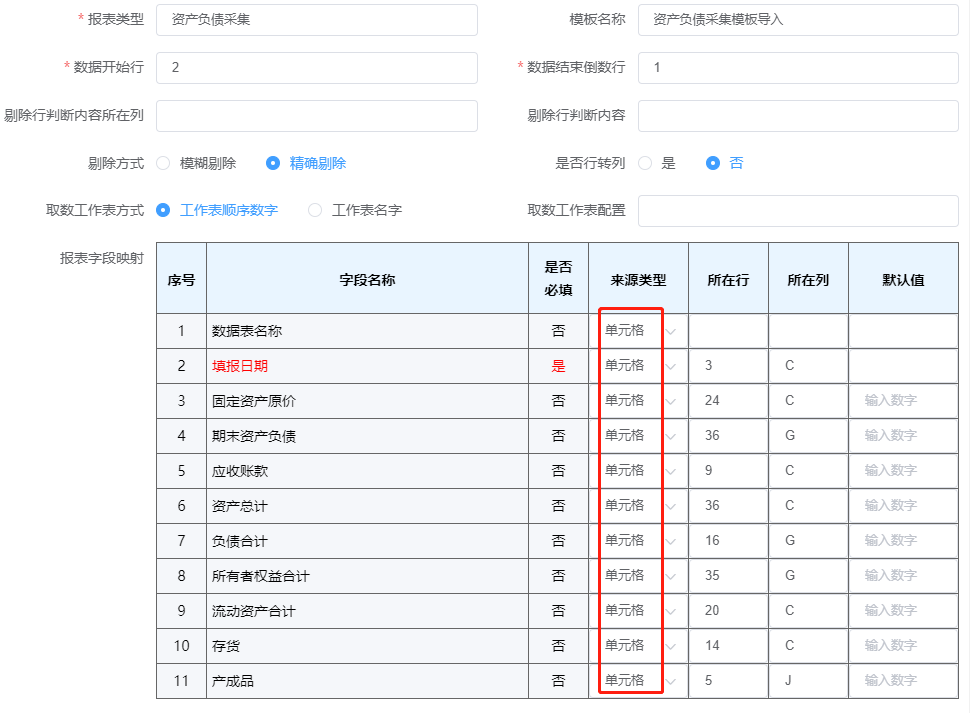 * 报表类型 资产负债采集 模板名称 资产负债采集模板导入
* 数据开始行 2 * 数据结束倒数行 1
剔除行判断内容所在列 剔除行判断内容
剔除方式 模糊剔除 精确剔除 是否行转列 是 否
取数工作表方式 工作表顺序数字 工作表名字 取数工作表配置
报表字段映射
序号 字段名称 是否必填 来源类型 所在行 所在列 默认值
1 数据表名称 否 单元格
2 填报日期 是 单元格 3 C
3 固定资产原价 否 单元格 24 C 输入数字
4 期末资产负债 否 单元格 36 G 输入数字
5 应收账款 否 单元格 9 C 输入数字
6 资产总计 否 单元格 36 C 输入数字
7 负债合计 否 单元格 16 G 输入数字
8 所有者权益合计 否 单元格 35 G 输入数字
9 流动资产合计 否 单元格 20 C 输入数字
10 存货 否 单元格 14 C 输入数字
11 产成品 否 单元格 5 J 输入数字